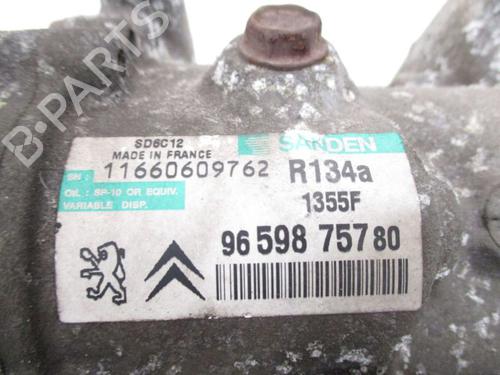 SD6C12
MADE IN FRANCE
SANDEN
SN : 11660609762
R134a
OIL : SP-10 OR EQUIV.
VARIABLE DISP.
1355F
96 598 757 80
B-PARTS